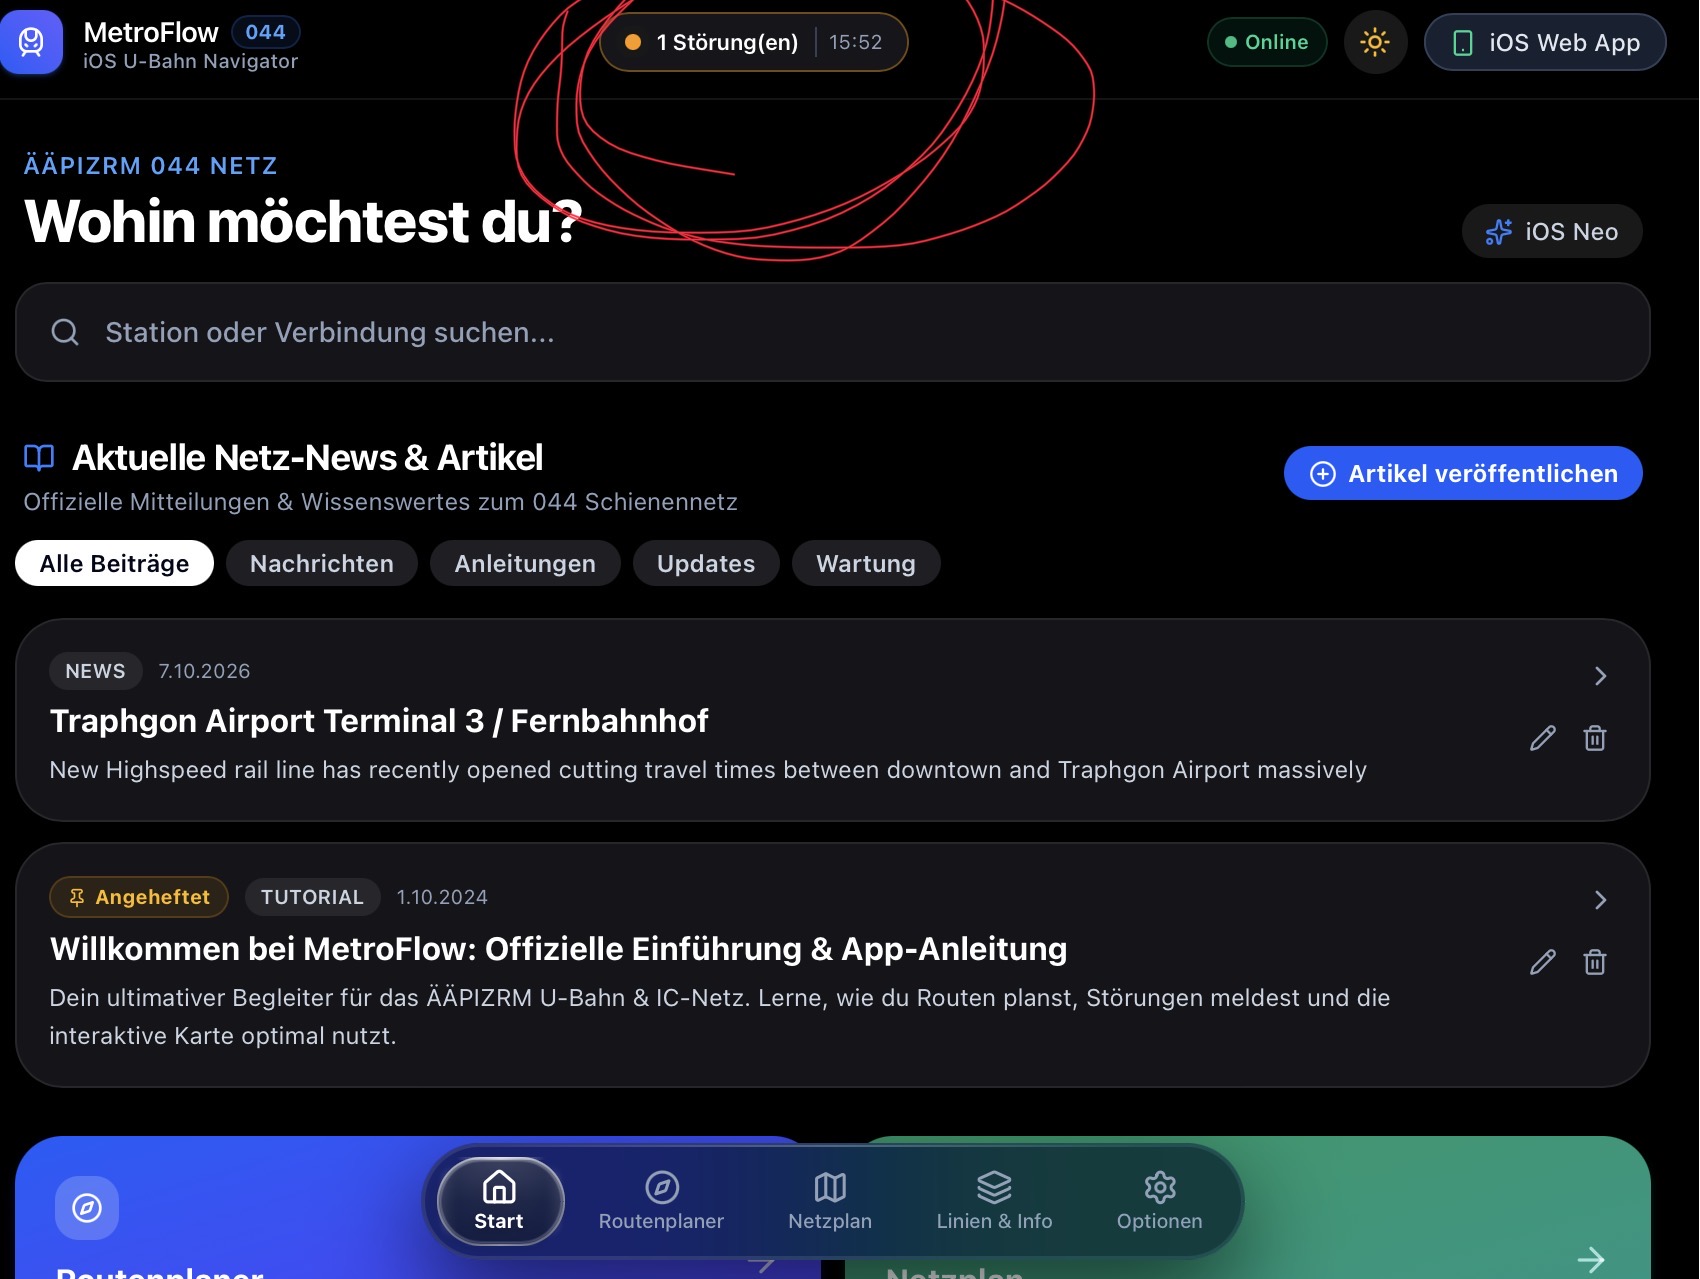 MetroFlow 044
iOS U-Bahn Navigator
1 Störung(en) 15:52
Online
iOS Web App
ÄÄPIZRM 044 NETZ
Wohin möchtest du?
iOS Neo
Station oder Verbindung suchen...
Aktuelle Netz-News & Artikel
Offizielle Mitteilungen & Wissenswertes zum 044 Schienennetz
Artikel veröffentlichen
Alle Beiträge Nachrichten Anleitungen Updates Wartung
NEWS 7.10.2026
Traphgon Airport Terminal 3 / Fernbahnhof
New Highspeed rail line has recently opened cutting travel times between downtown and Traphgon Airport massively
Angeheftet TUTORIAL 1.10.2024
Willkommen bei MetroFlow: Offizielle Einführung & App-Anleitung
Dein ultimativer Begleiter für das ÄÄPIZRM U-Bahn & IC-Netz. Lerne, wie du Routen planst, Störungen meldest und die
interaktive Karte optimal nutzt.
Start Routenplaner Netzplan Linien & Info Optionen
Routenplaner Netzplan